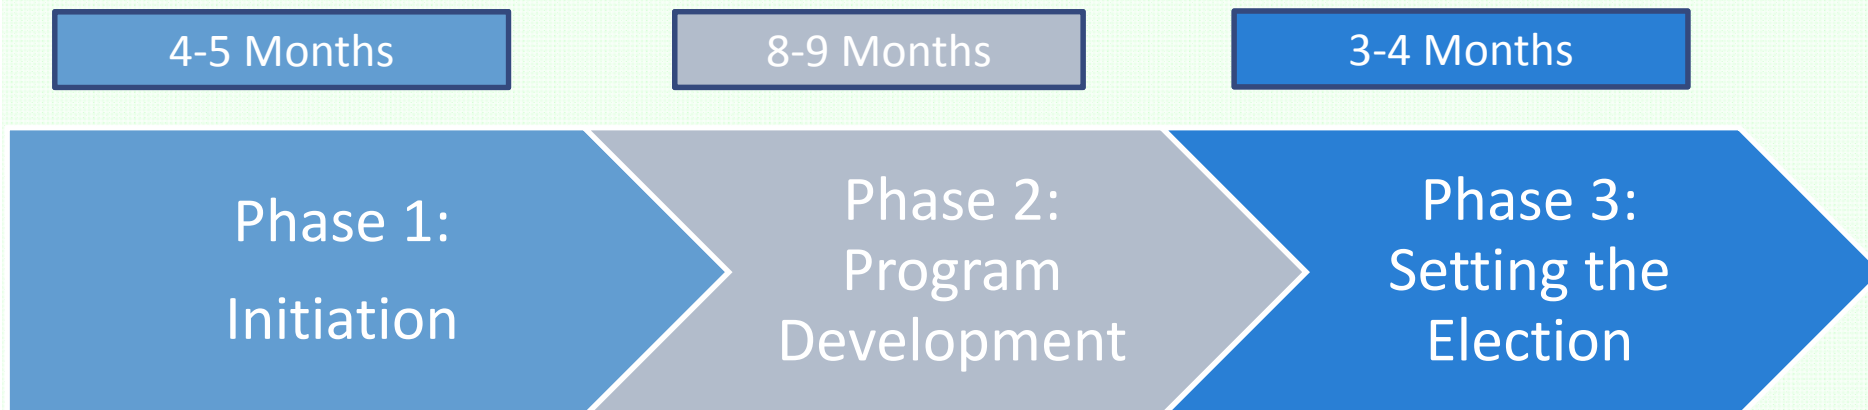 4-5 Months
8-9 Months
3-4 Months
Phase 1:
Initiation
Phase 2:
Program
Development
Phase 3:
Setting the
Election